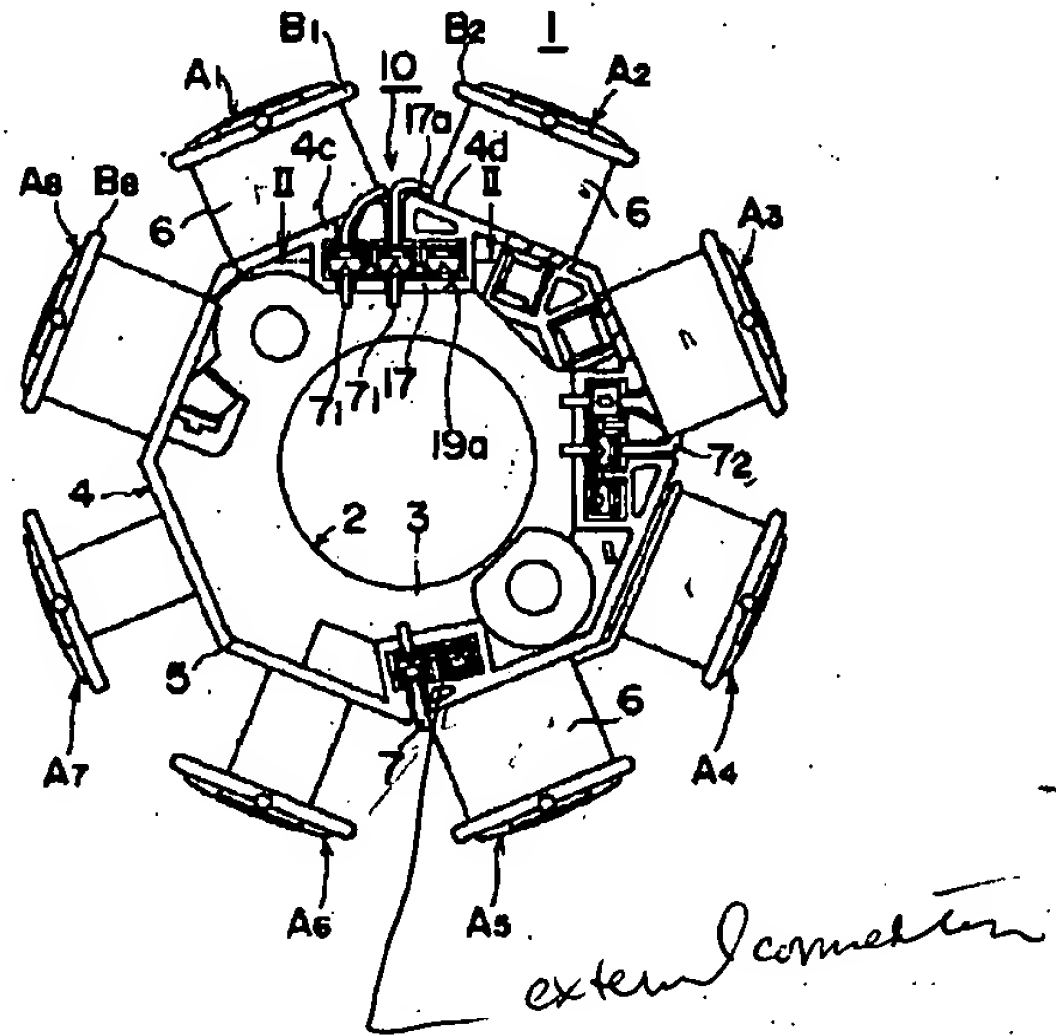 B1 B2 1
10
A1 A2
17a
4c 4d
A8 B8 II II
6 6 A3
71 71 17
19a
72
4
2 3
5
6
7
A7 A4
A6 A5
external connection